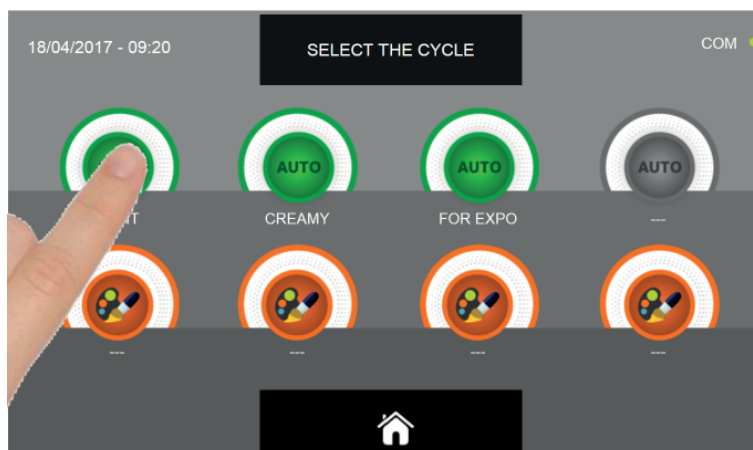 18/04/2017 - 09:20
SELECT THE CYCLE
COM
AUTO
AUTO
AUTO
CREAMY
FOR EXPO
---
---
---
---
---